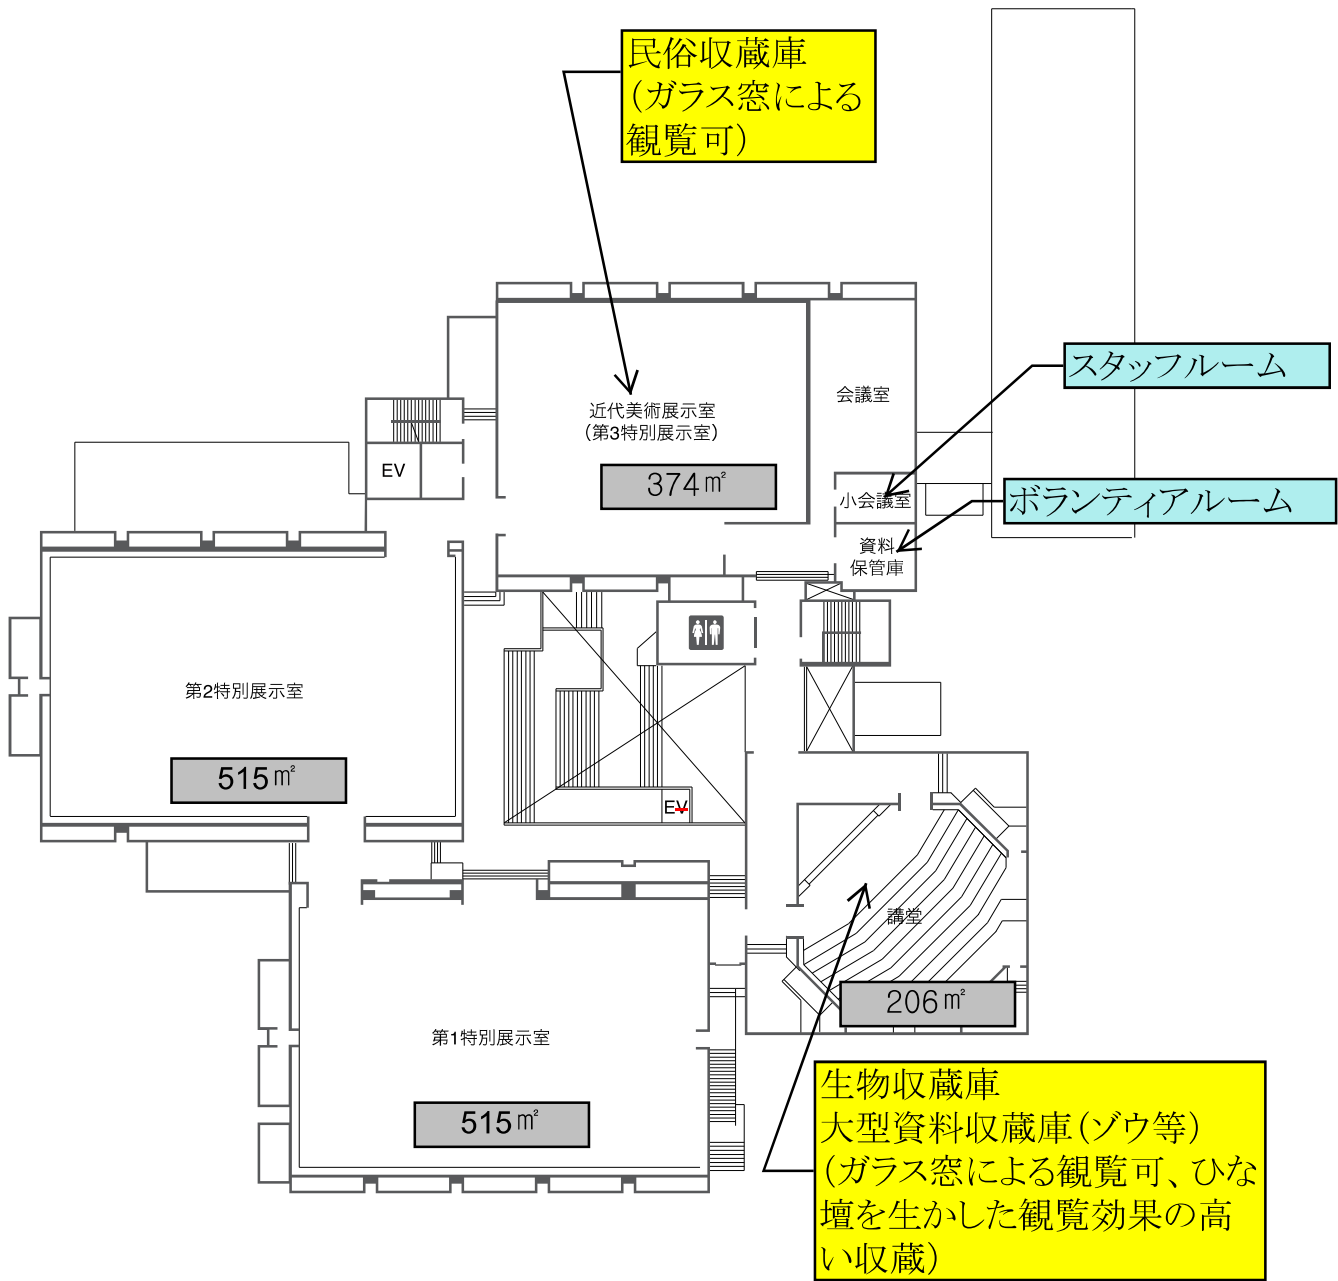 民俗収蔵庫
（ガラス窓による
観覧可）
スタッフルーム
会議室
近代美術展示室
（第3特別展示室）
EV
374㎡
小会議室
ボランティアルーム
資料
保管庫
第2特別展示室
515㎡
EV
講堂
206㎡
第1特別展示室
515㎡
生物収蔵庫
大型資料収蔵庫（ゾウ等）
（ガラス窓による観覧可、ひな
壇を生かした観覧効果の高
い収蔵）